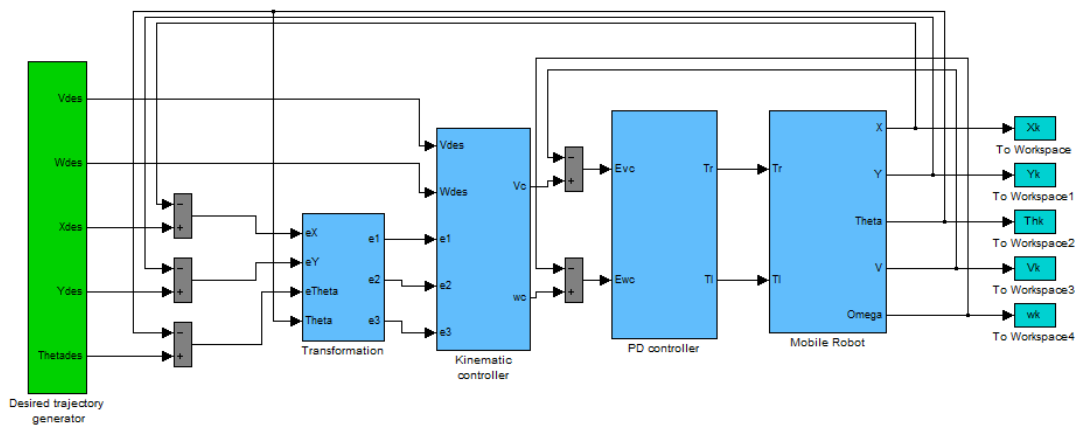 Vdes
Wdes
Xdes
Ydes
Thetades
Desired trajectory
generator
-
+
-
+
-
+
eX
eY
eTheta
Theta
e1
e2
e3
Transformation
Vdes
Wdes
e1
e2
e3
Vc
wc
Kinematic
controller
-
+
-
+
Evc
Ewc
Tr
Tl
PD controller
Tr
Tl
X
Y
Theta
V
Omega
Mobile Robot
Xk
To Workspace
Yk
To Workspace1
Thk
To Workspace2
Vk
To Workspace3
wk
To Workspace4